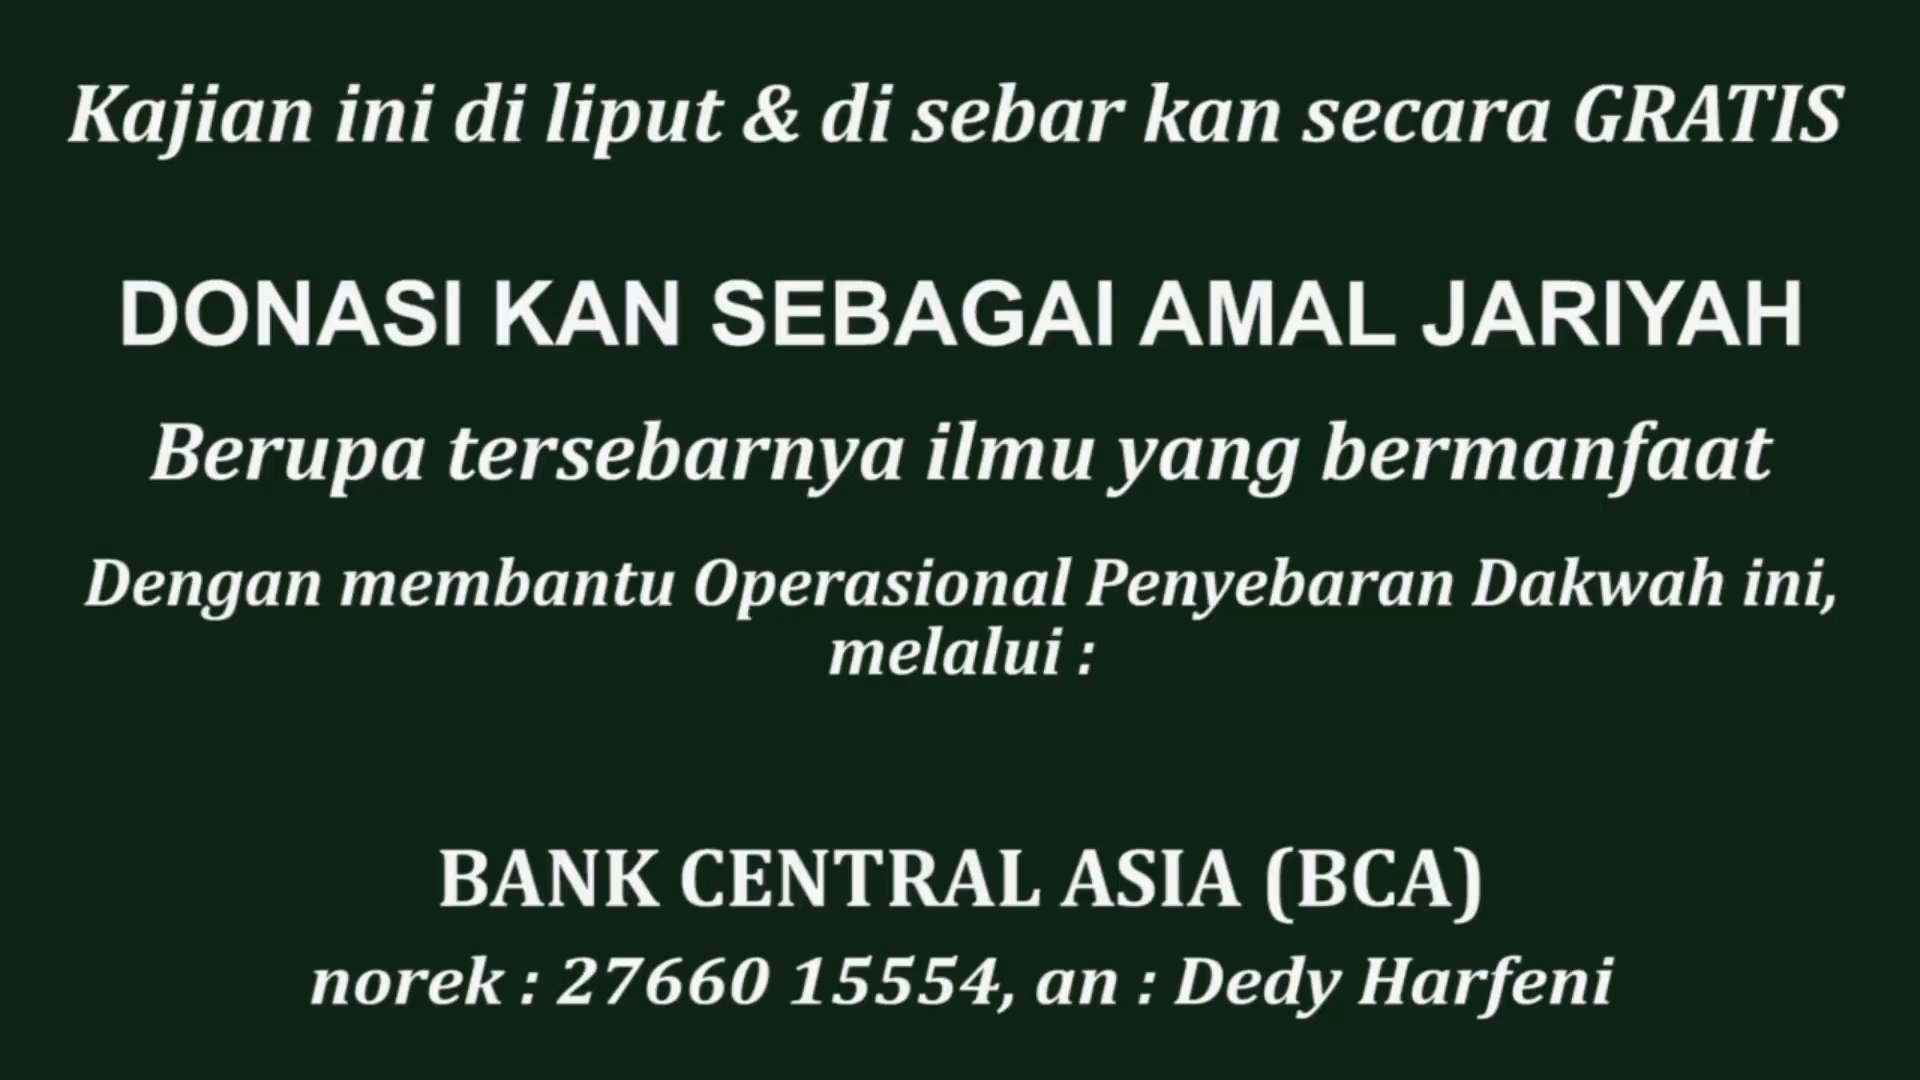 Kajian ini di liput & di sebar kan secara GRATIS
DONASI KAN SEBAGAI AMAL JARIYAH
Berupa tersebarnya ilmu yang bermanfaat
Dengan membantu Operasional Penyebaran Dakwah ini,
melalui :
BANK CENTRAL ASIA (BCA)
norek : 27660 15554, an : Dedy Harfeni